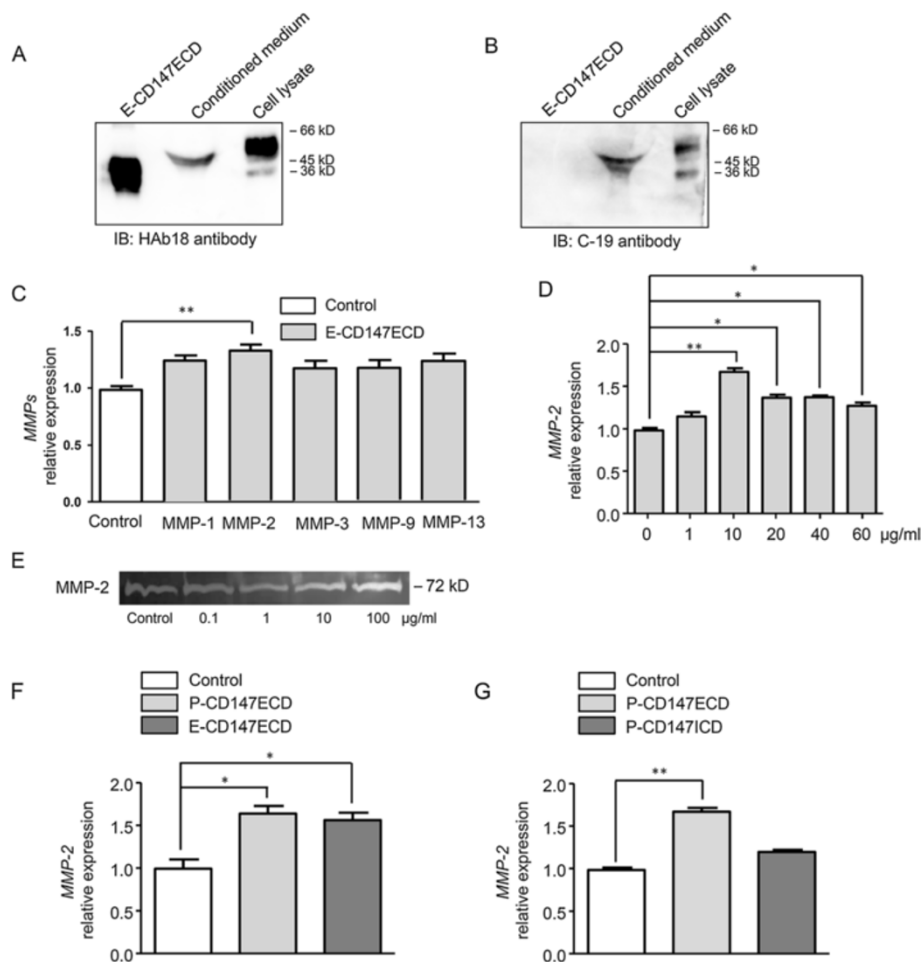 A
E-CD147ECD
Conditioned medium
Cell lysate
– 66 kD
– 45 kD
– 36 kD
IB: HAb18 antibody
B
E-CD147ECD
Conditioned medium
Cell lysate
– 66 kD
– 45 kD
– 36 kD
IB: C-19 antibody
C
Control
E-CD147ECD
**
MMPs
relative expression
1.5
1.0
0.5
0.0
Control MMP-1 MMP-2 MMP-3 MMP-9 MMP-13
D
*
*
*
**
MMP-2
relative expression
2.0
1.5
1.0
0.5
0.0
0 1 10 20 40 60 µg/ml
E
MMP-2 – 72 kD
Control 0.1 1 10 100 µg/ml
F
Control
P-CD147ECD
E-CD147ECD
*
*
MMP-2
relative expression
2.0
1.5
1.0
0.5
0.0
G
Control
P-CD147ECD
P-CD147ICD
**
MMP-2
relative expression
2.0
1.5
1.0
0.5
0.0